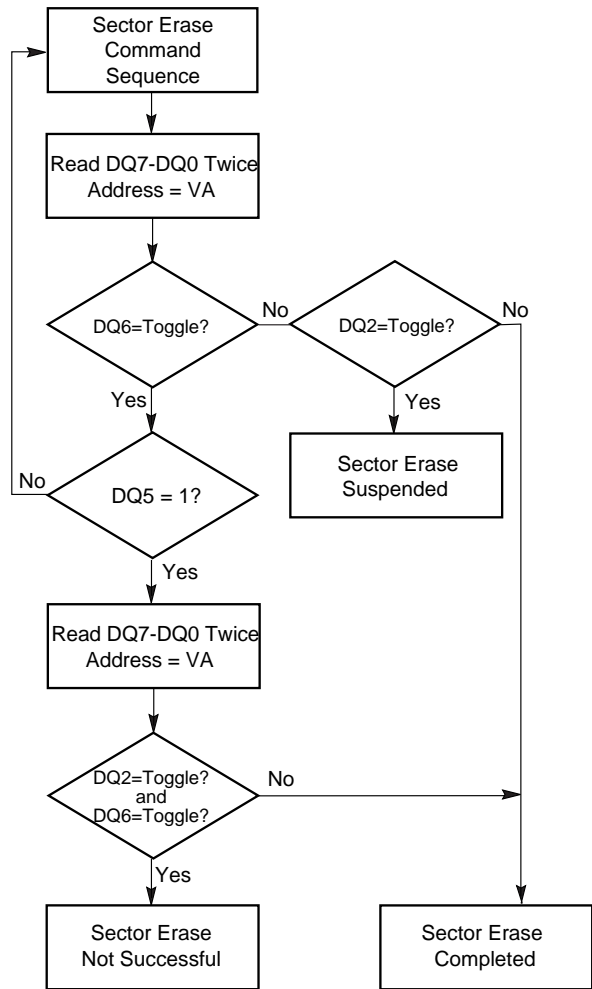 Sector Erase
Command
Sequence
Read DQ7-DQ0 Twice
Address = VA
DQ6=Toggle?
No
DQ2=Toggle?
No
Yes
Yes
Sector Erase
Suspended
No
DQ5 = 1?
Yes
Read DQ7-DQ0 Twice
Address = VA
DQ2=Toggle?
and
DQ6=Toggle?
No
Yes
Sector Erase
Not Successful
Sector Erase
Completed